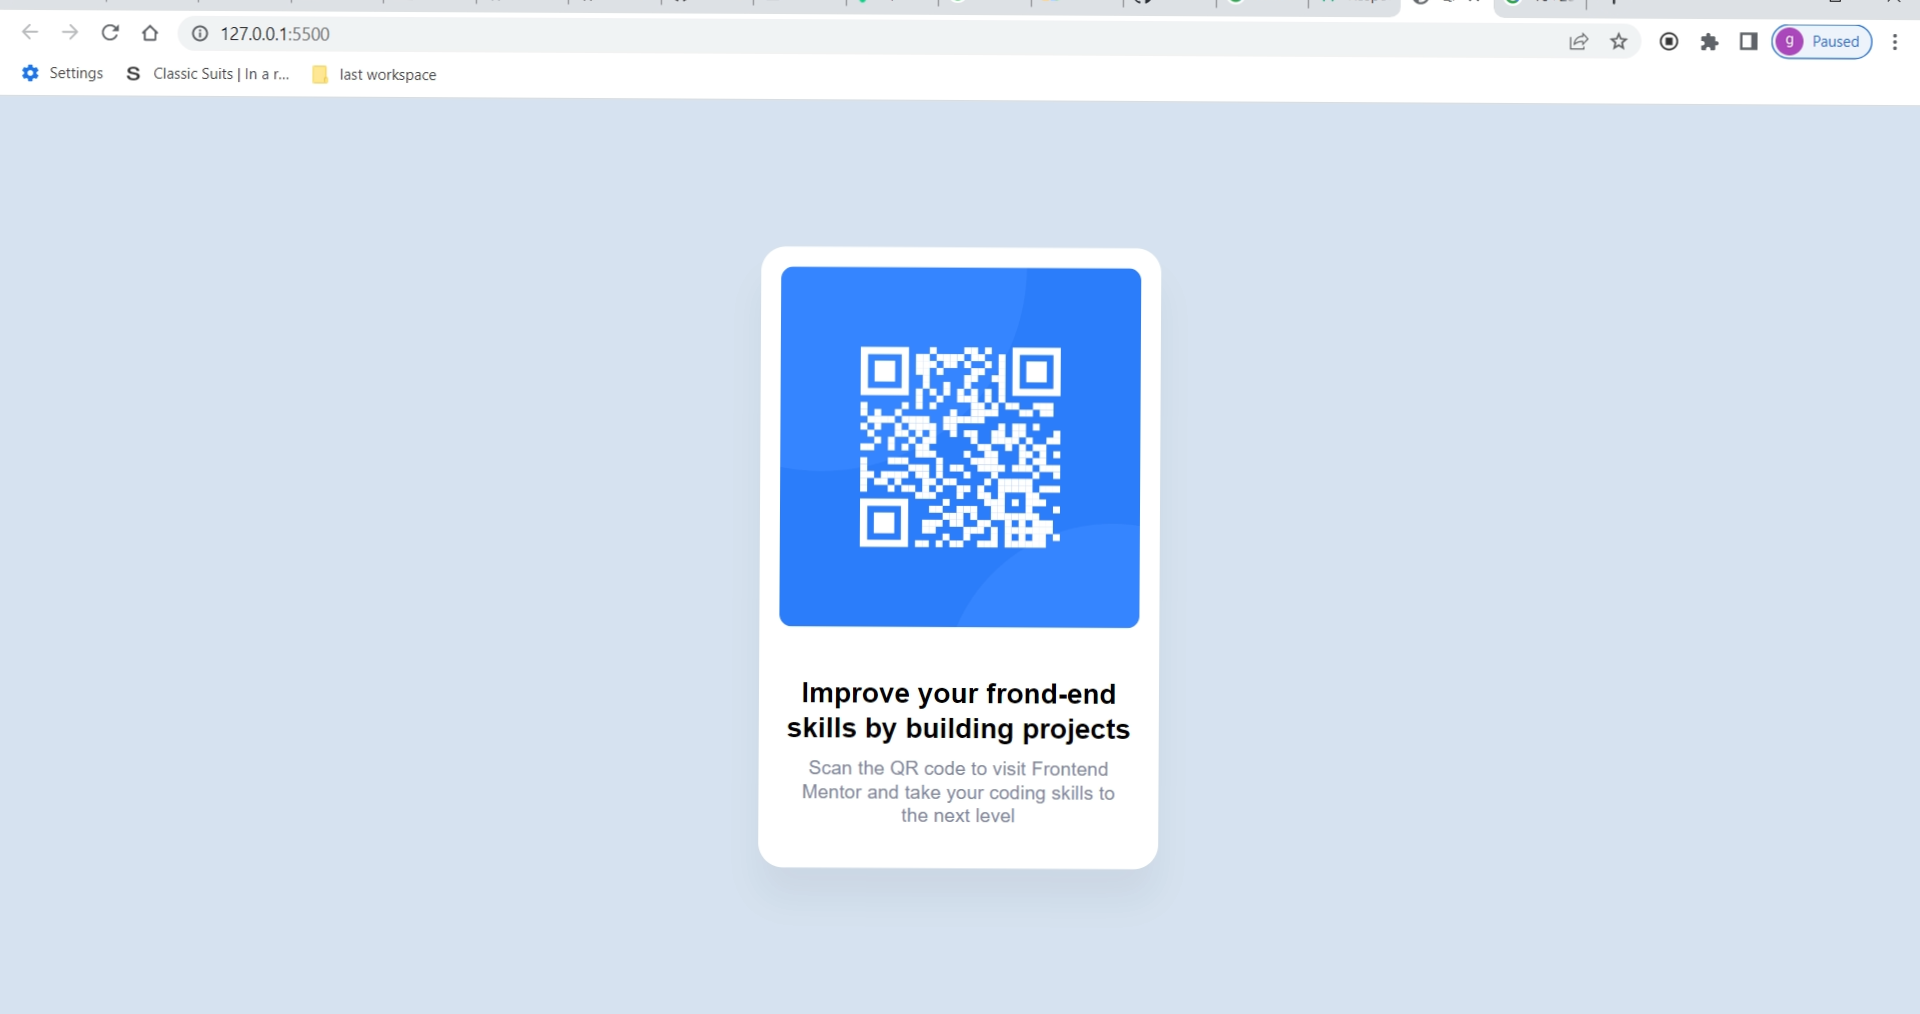 127.0.0.1:5500
g Paused
Settings S Classic Suits | In a r... last workspace
Improve your frond-end
skills by building projects
Scan the QR code to visit Frontend
Mentor and take your coding skills to
the next level